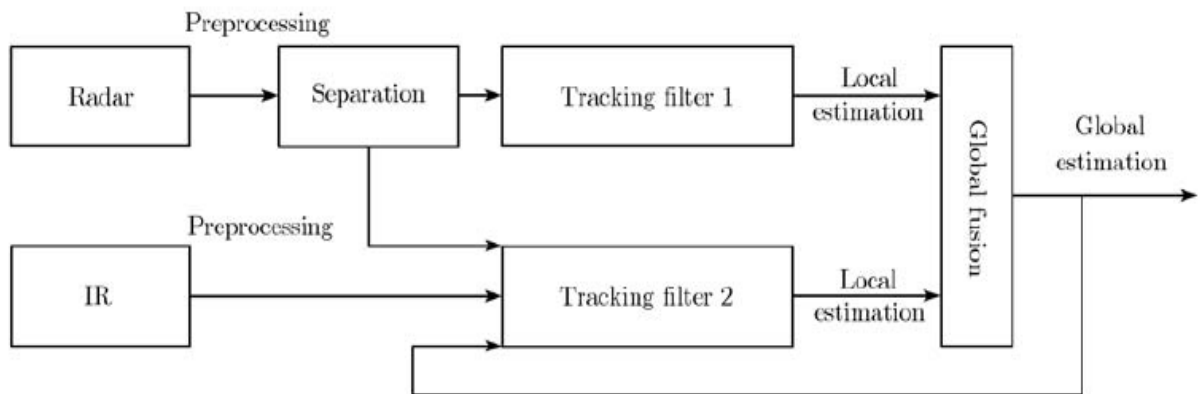 Preprocessing
Radar
Separation
Tracking filter 1
Local
estimation
Global fusion
Global
estimation
Preprocessing
IR
Tracking filter 2
Local
estimation